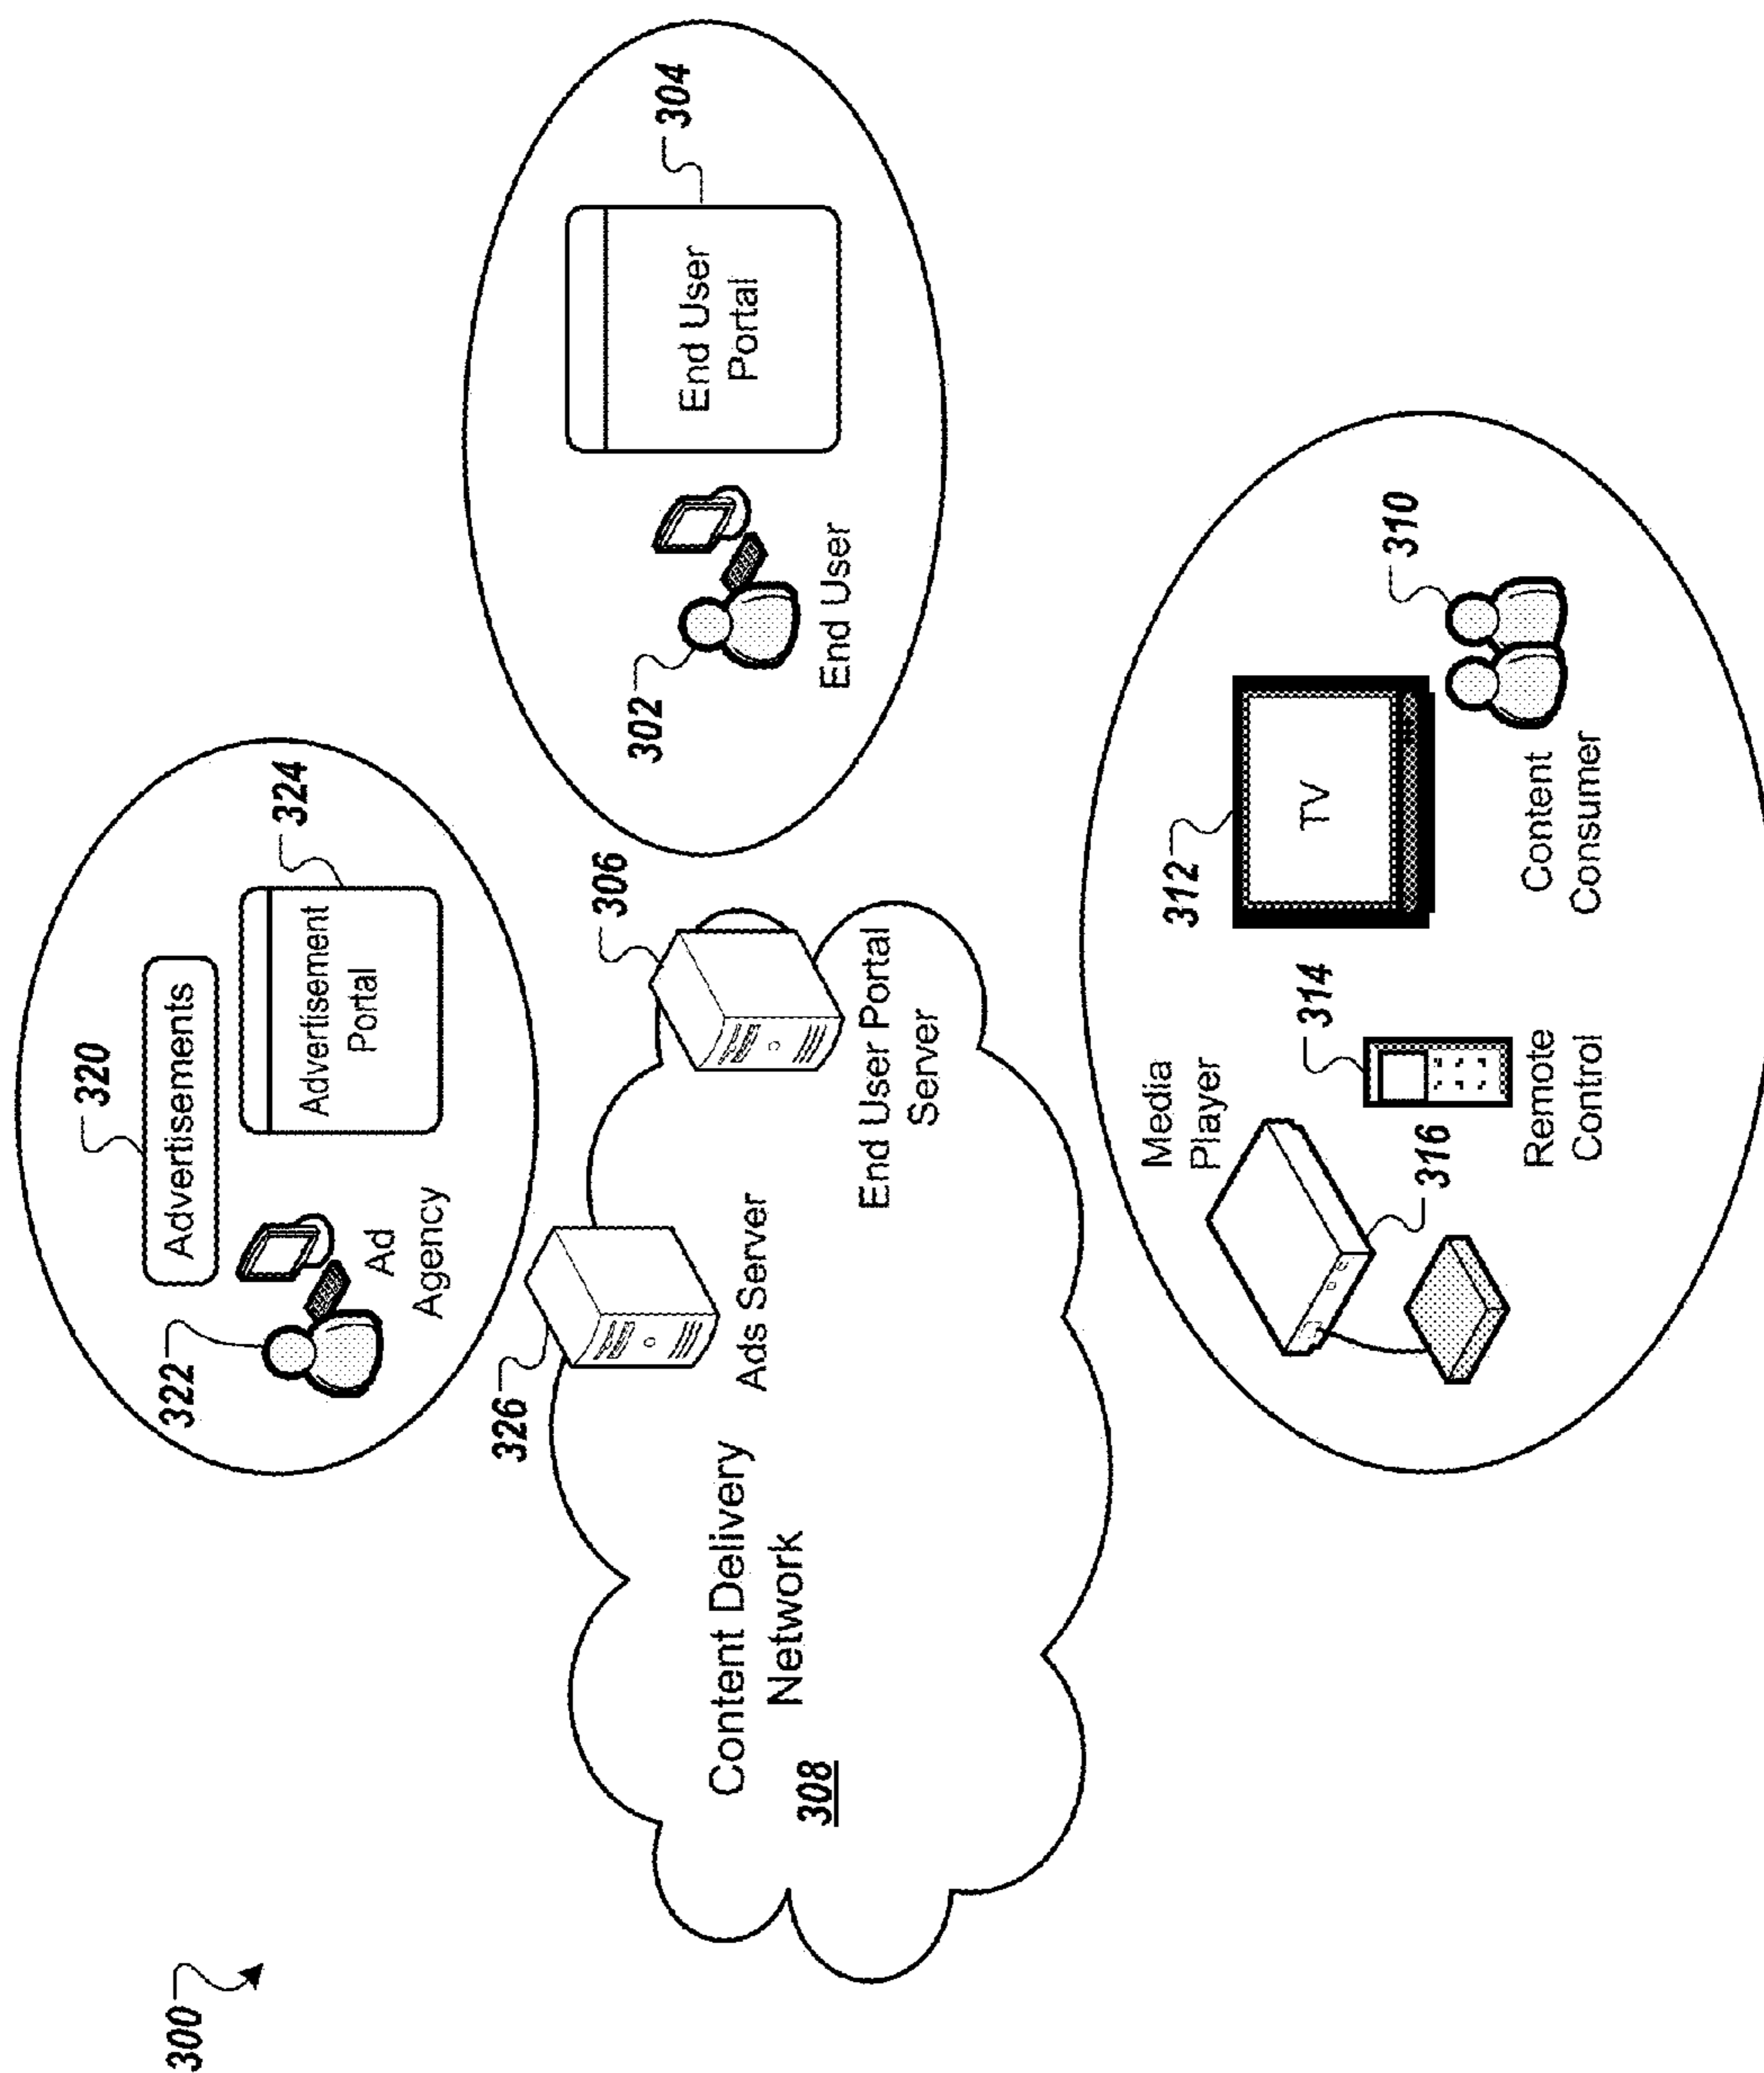 300
320
Advertisements
322
Ad
Agency
Advertisement
Portal
324
326
Ads Server
306
End User Portal
Server
Content Delivery
Network
308
302
End User
End User
Portal
304
Media
Player
316
314
Remote
Control
312
TV
310
Content
Consumer